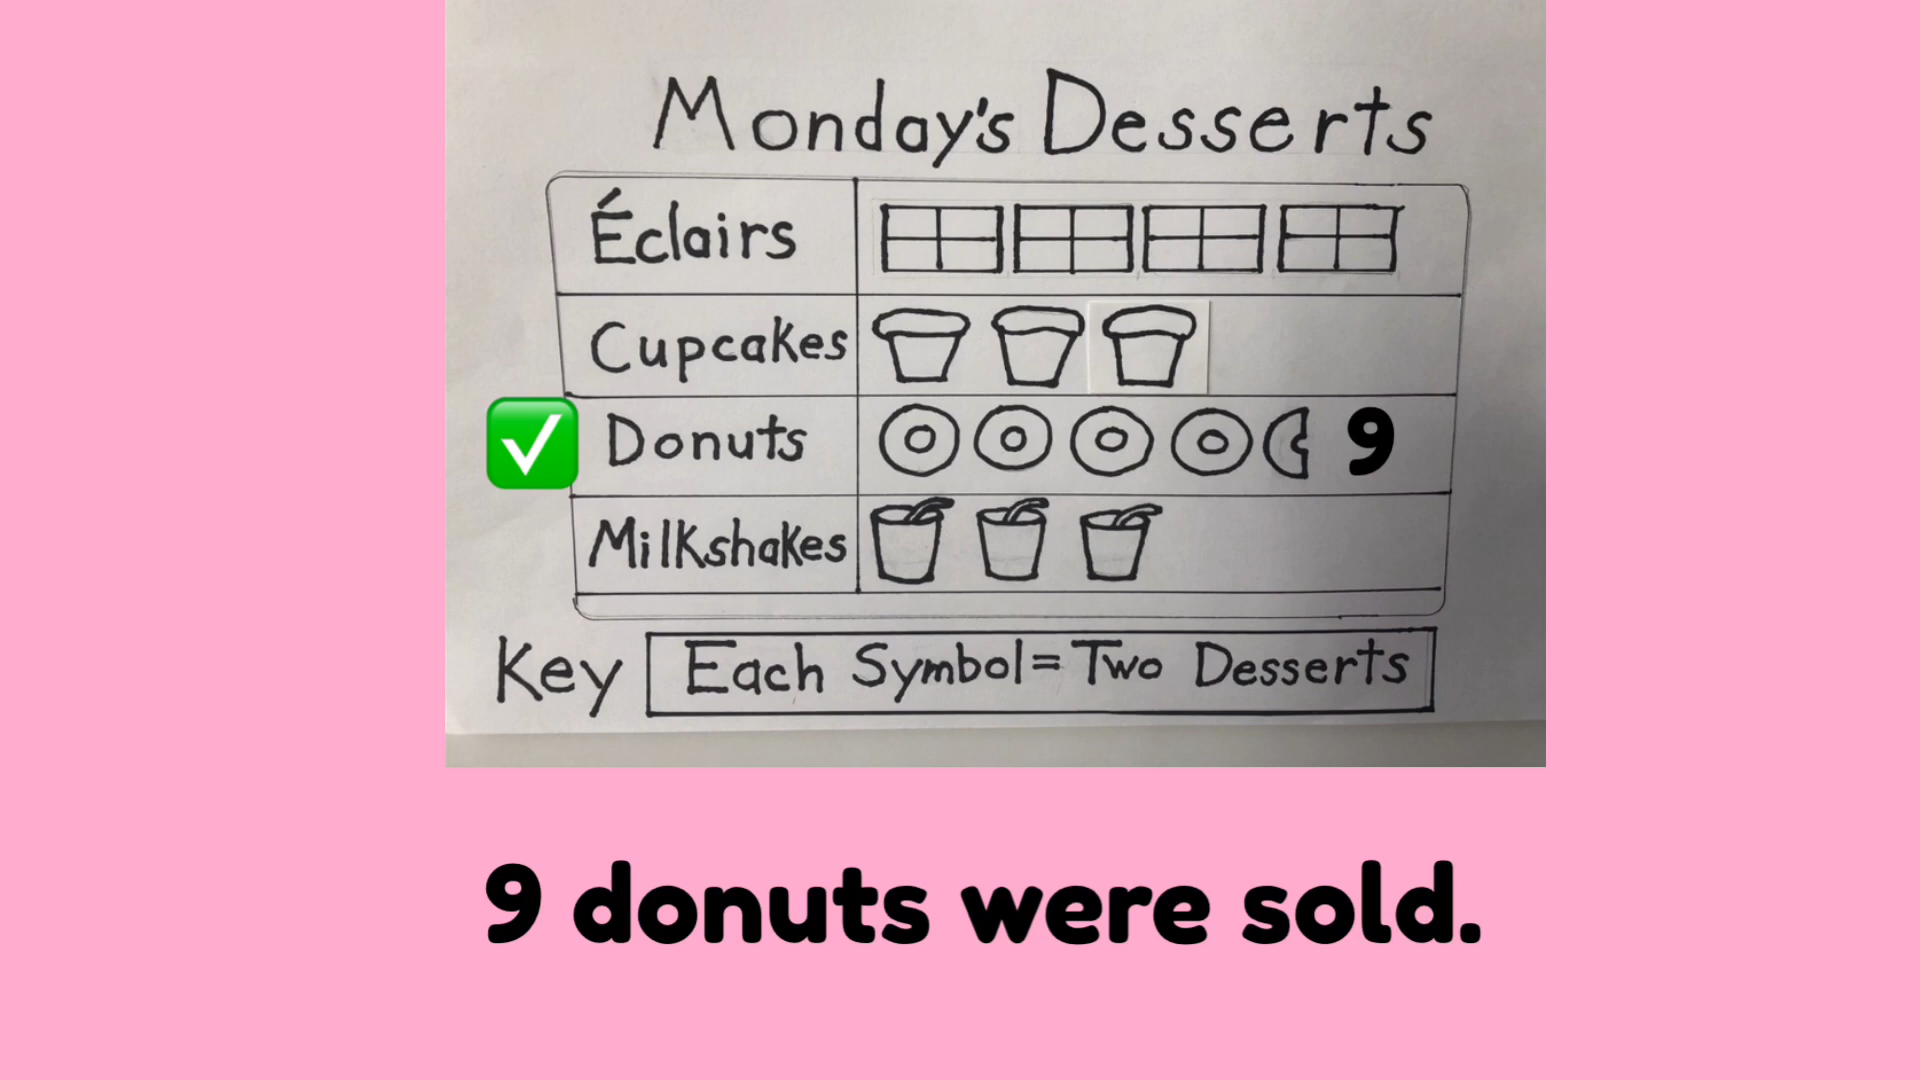 Monday's Desserts
Éclairs
Cupcakes
Donuts 9
Milkshakes
Key Each Symbol = Two Desserts
9 donuts were sold.